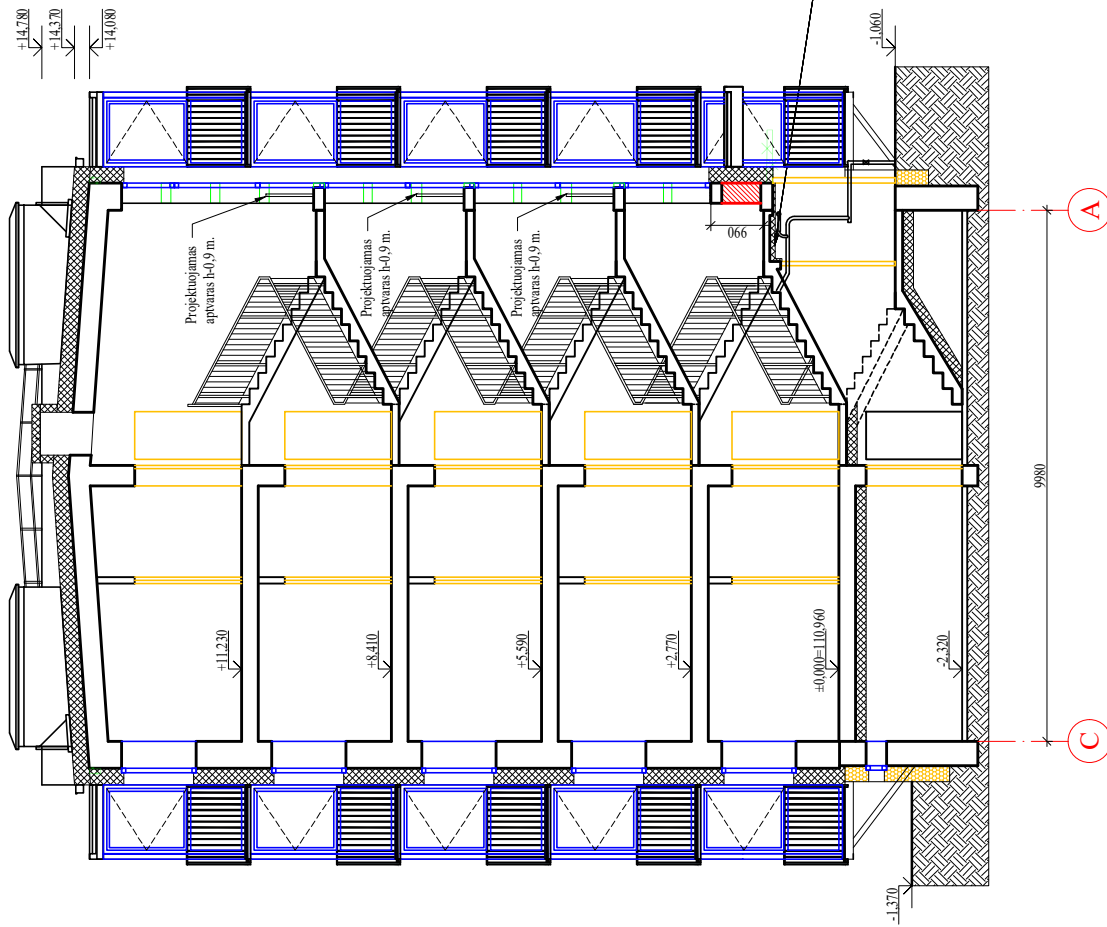 +14,780
+14,370
+14,080
-1,060
Projektuojamas
aptvaras h-0,9 m.
Projektuojamas
aptvaras h-0,9 m.
Projektuojamas
aptvaras h-0,9 m.
990
A
9980
+11,230
+8,410
+5,590
+2,770
±0,000=110,960
-2,320
C
-1,370